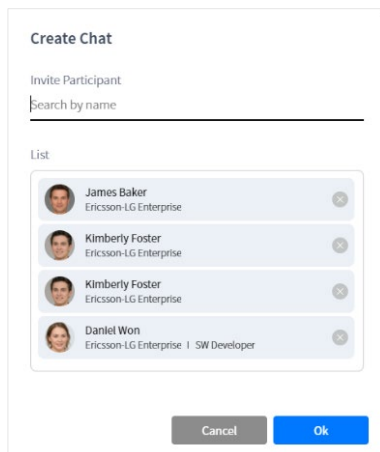 Create Chat
Invite Participant
Search by name
List
James Baker
Ericsson-LG Enterprise
Kimberly Foster
Ericsson-LG Enterprise
Kimberly Foster
Ericsson-LG Enterprise
Daniel Won
Ericsson-LG Enterprise I SW Developer
Cancel Ok